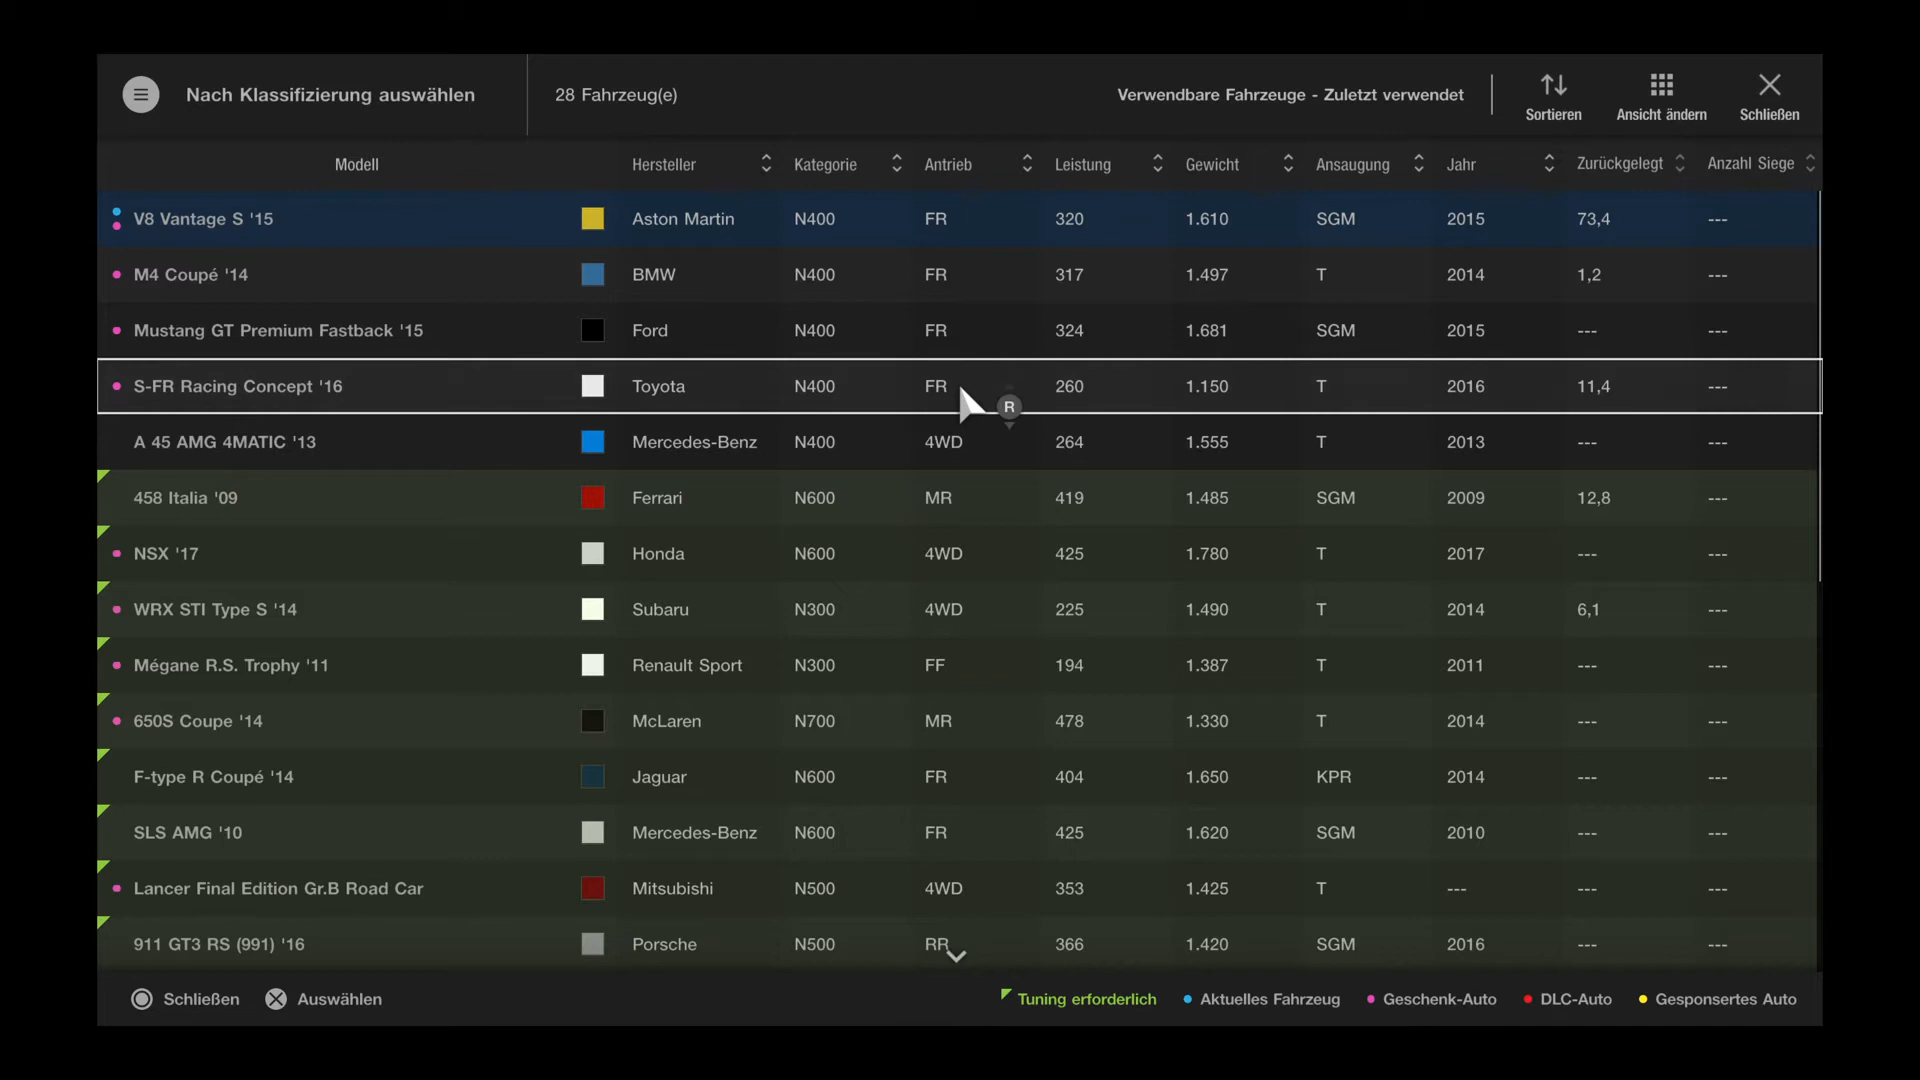 Nach Klassifizierung auswählen 28 Fahrzeug(e) Verwendbare Fahrzeuge - Zuletzt verwendet Sortieren Ansicht ändern Schließen
Modell Hersteller Kategorie Antrieb Leistung Gewicht Ansaugung Jahr Zurückgelegt Anzahl Siege
V8 Vantage S '15 Aston Martin N400 FR 320 1.610 SGM 2015 73,4 ---
M4 Coupé '14 BMW N400 FR 317 1.497 T 2014 1,2 ---
Mustang GT Premium Fastback '15 Ford N400 FR 324 1.681 SGM 2015 --- ---
S-FR Racing Concept '16 Toyota N400 FR R 260 1.150 T 2016 11,4 ---
A 45 AMG 4MATIC '13 Mercedes-Benz N400 4WD 264 1.555 T 2013 --- ---
458 Italia '09 Ferrari N600 MR 419 1.485 SGM 2009 12,8 ---
NSX '17 Honda N600 4WD 425 1.780 T 2017 --- ---
WRX STI Type S '14 Subaru N300 4WD 225 1.490 T 2014 6,1 ---
Mégane R.S. Trophy '11 Renault Sport N300 FF 194 1.387 T 2011 --- ---
650S Coupe '14 McLaren N700 MR 478 1.330 T 2014 --- ---
F-type R Coupé '14 Jaguar N600 FR 404 1.650 KPR 2014 --- ---
SLS AMG '10 Mercedes-Benz N600 FR 425 1.620 SGM 2010 --- ---
Lancer Final Edition Gr.B Road Car Mitsubishi N500 4WD 353 1.425 T --- --- ---
911 GT3 RS (991) '16 Porsche N500 RR 366 1.420 SGM 2016 --- ---
Schließen Auswählen Tuning erforderlich Aktuelles Fahrzeug Geschenk-Auto DLC-Auto Gesponsertes Auto